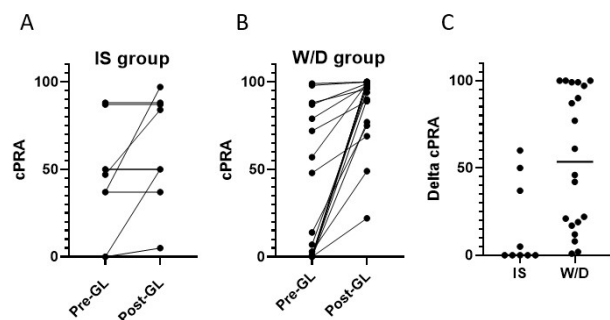 A
IS group
cPRA
100
50
0
Pre-GL
Post-GL
B
W/D group
cPRA
100
50
0
Pre-GL
Post-GL
C
Delta cPRA
100
50
0
IS
W/D